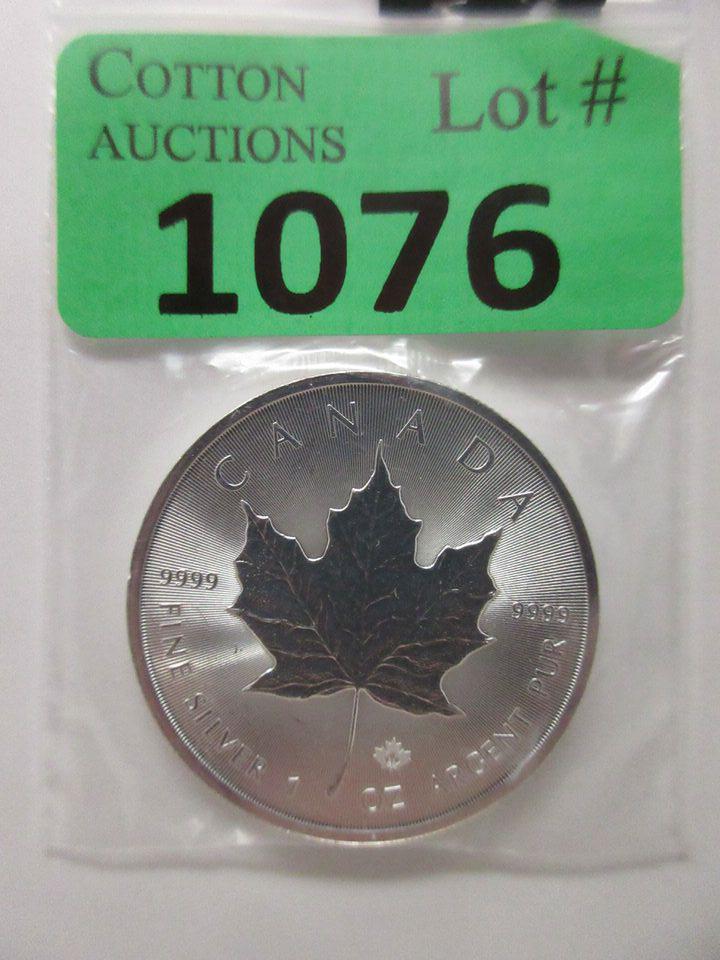 COTTON
AUCTIONS
Lot #
1076
CANADA
9999
9999
FINE SILVER 1 OZ ARGENT PUR